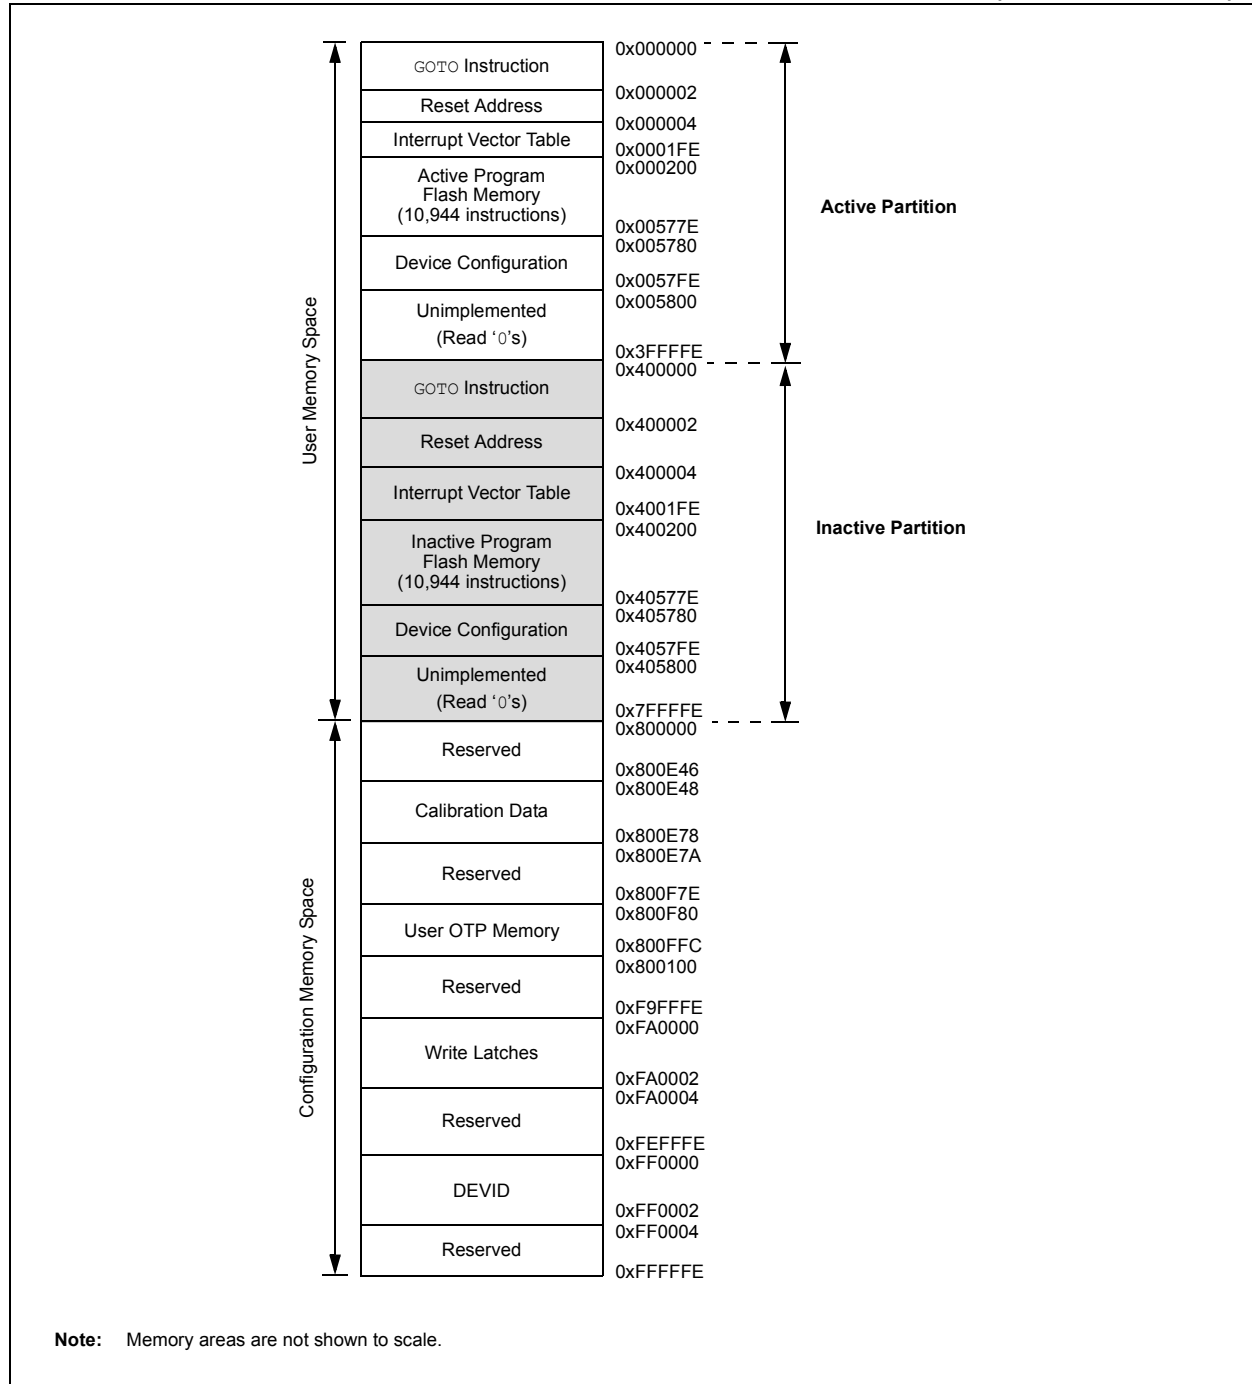 0x000000
GOTO Instruction
0x000002
Reset Address
0x000004
Interrupt Vector Table
0x0001FE
0x000200
Active Program
Flash Memory
(10,944 instructions)
Active Partition
0x00577E
0x005780
Device Configuration
0x0057FE
0x005800
Unimplemented
(Read ‘0’s)
User Memory Space
0x3FFFFE
0x400000
GOTO Instruction
0x400002
Reset Address
0x400004
Interrupt Vector Table
0x4001FE
0x400200
Inactive Partition
Inactive Program
Flash Memory
(10,944 instructions)
0x40577E
0x405780
Device Configuration
0x4057FE
0x405800
Unimplemented
(Read ‘0’s)
0x7FFFFE
0x800000
Reserved
0x800E46
0x800E48
Calibration Data
0x800E78
0x800E7A
Reserved
0x800F7E
0x800F80
User OTP Memory
0x800FFC
0x800100
Configuration Memory Space
Reserved
0xF9FFFE
0xFA0000
Write Latches
0xFA0002
0xFA0004
Reserved
0xFEFFFE
0xFF0000
DEVID
0xFF0002
0xFF0004
Reserved
0xFFFFFE
Note: Memory areas are not shown to scale.